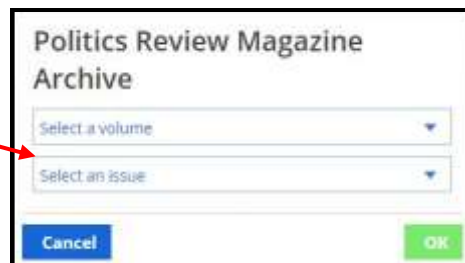 Politics Review Magazine
Archive
Select a volume
Select an issue
Cancel
OK